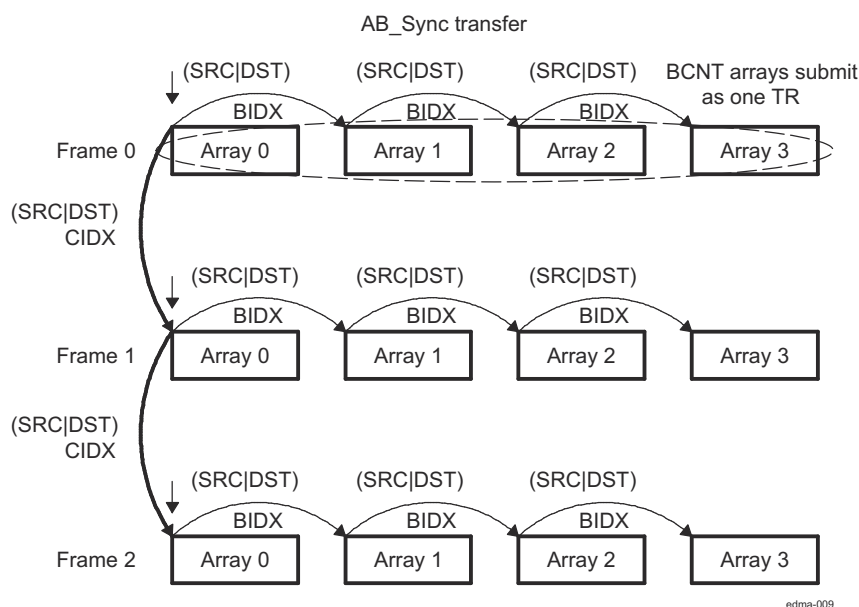 AB_Sync transfer
(SRC|DST) (SRC|DST) (SRC|DST) BCNT arrays submit
BIDX BIDX BIDX as one TR
Frame 0 Array 0 Array 1 Array 2 Array 3
(SRC|DST)
CIDX
(SRC|DST) (SRC|DST) (SRC|DST)
BIDX BIDX BIDX
Frame 1 Array 0 Array 1 Array 2 Array 3
(SRC|DST)
CIDX
(SRC|DST) (SRC|DST) (SRC|DST)
BIDX BIDX BIDX
Frame 2 Array 0 Array 1 Array 2 Array 3
edma-009